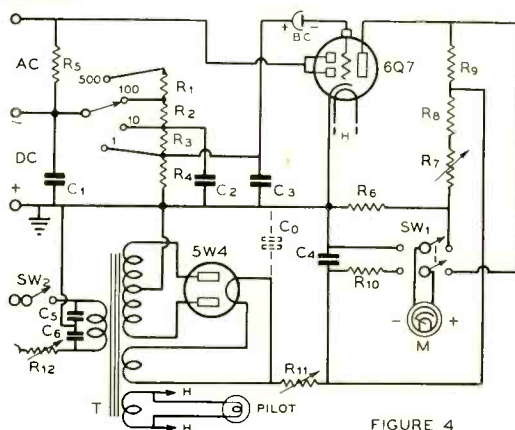 AC
R5
500
R1
100
R2
10
R3
1
R4
DC
−
+
C1
C2
C3
+ BC −
6Q7
H
R9
R8
R7
R6
SW1
C0
C4
R10
− M +
5W4
SW2
C5
C6
R12
R11
T
H
PILOT
H
FIGURE 4